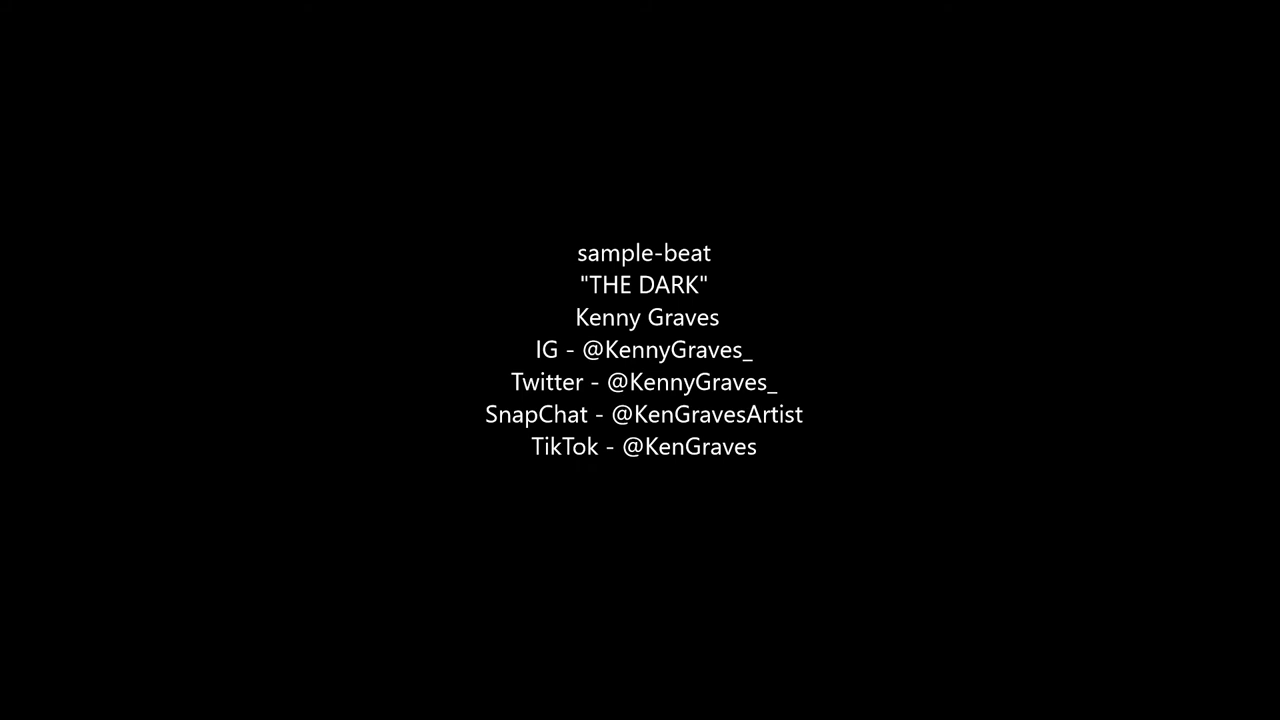 sample-beat
"THE DARK"
Kenny Graves
IG - @KennyGraves_
Twitter - @KennyGraves_
SnapChat - @KenGravesArtist
TikTok - @KenGraves